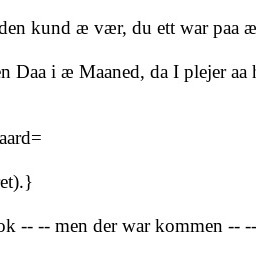 den kund æ vær, du ett war paa æ
en Daa i æ Maaned, da I plejer aa h
aard=
et).}
ok -- -- men der war kommen -- --